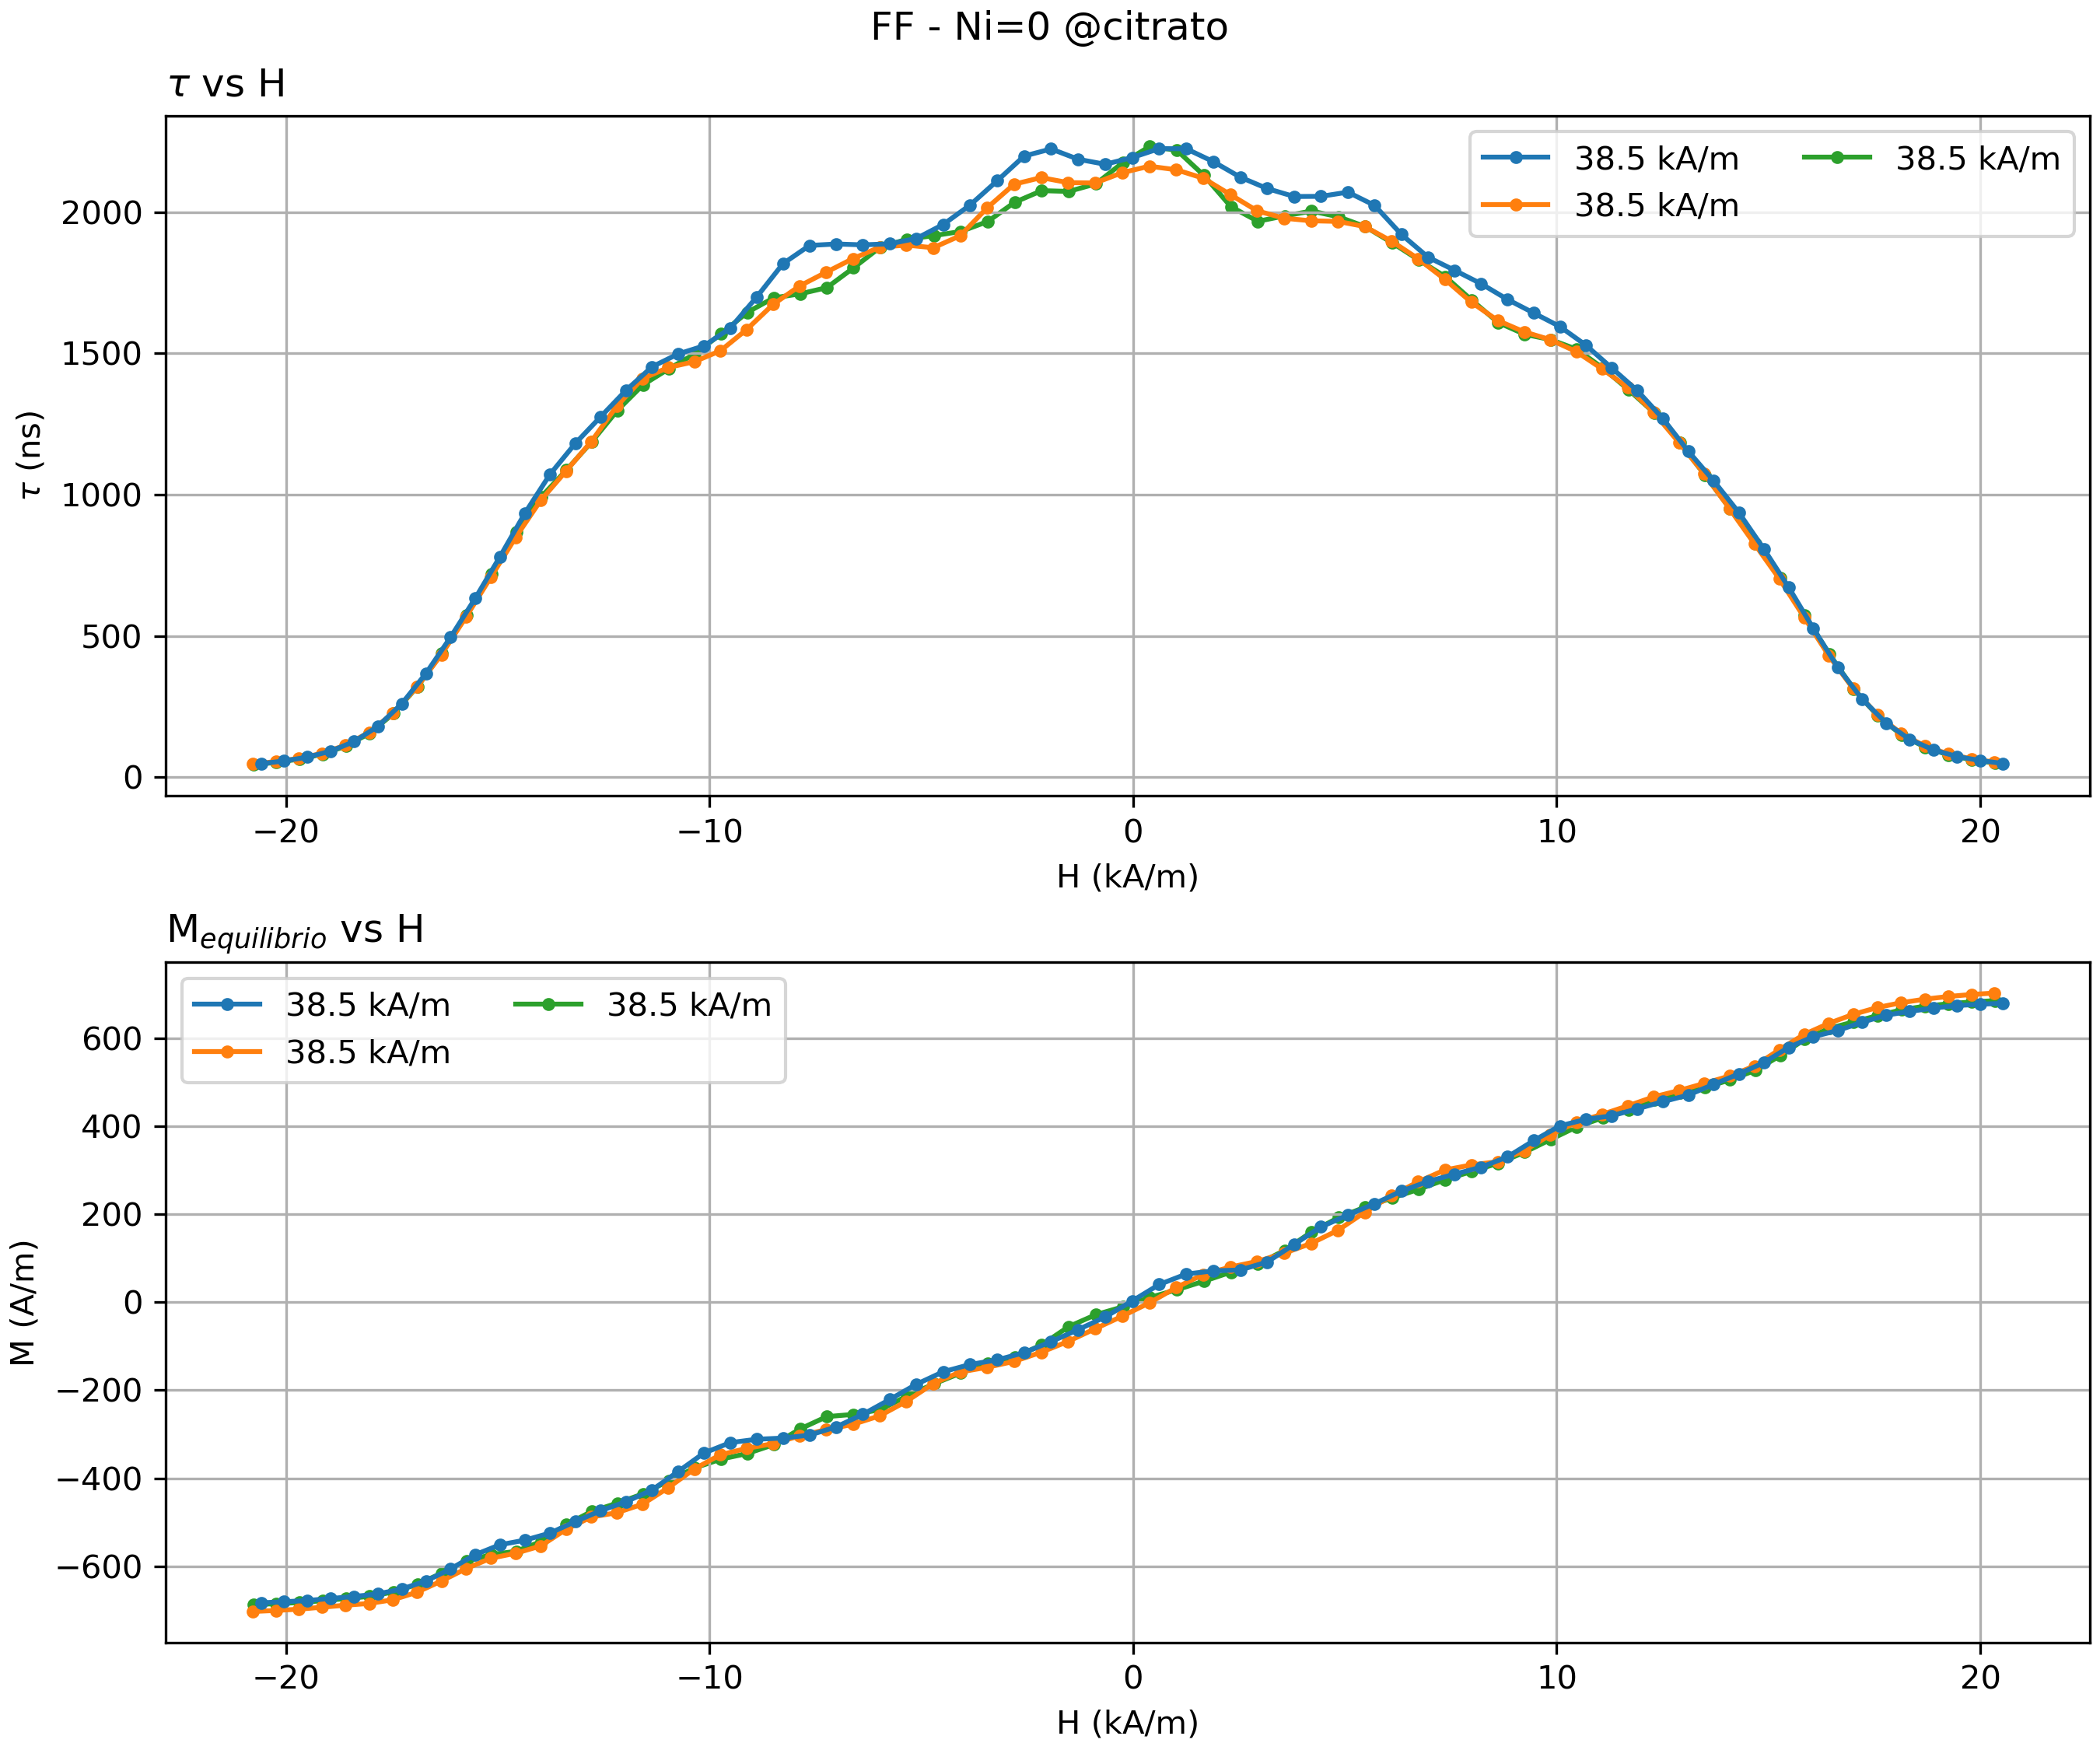 FF - Ni=0 @citrato
τ vs H
38.5 kA/m
38.5 kA/m
38.5 kA/m
τ (ns)
2000
1500
1000
500
0
−20
−10
0
10
20
H (kA/m)
M_equilibrio vs H
38.5 kA/m
38.5 kA/m
38.5 kA/m
M (A/m)
600
400
200
0
−200
−400
−600
−20
−10
0
10
20
H (kA/m)